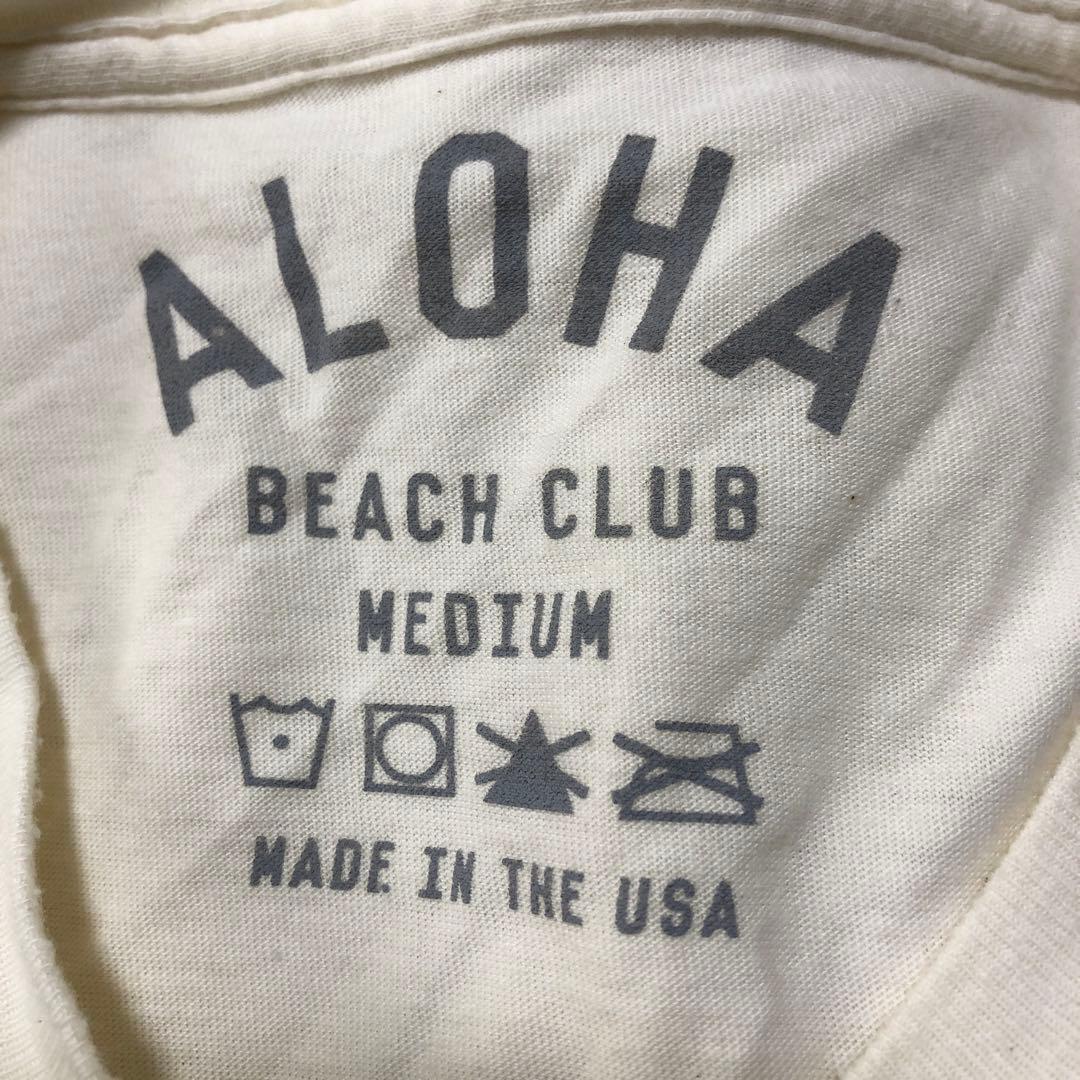 ALOHA
BEACH CLUB
MEDIUM
MADE IN THE USA